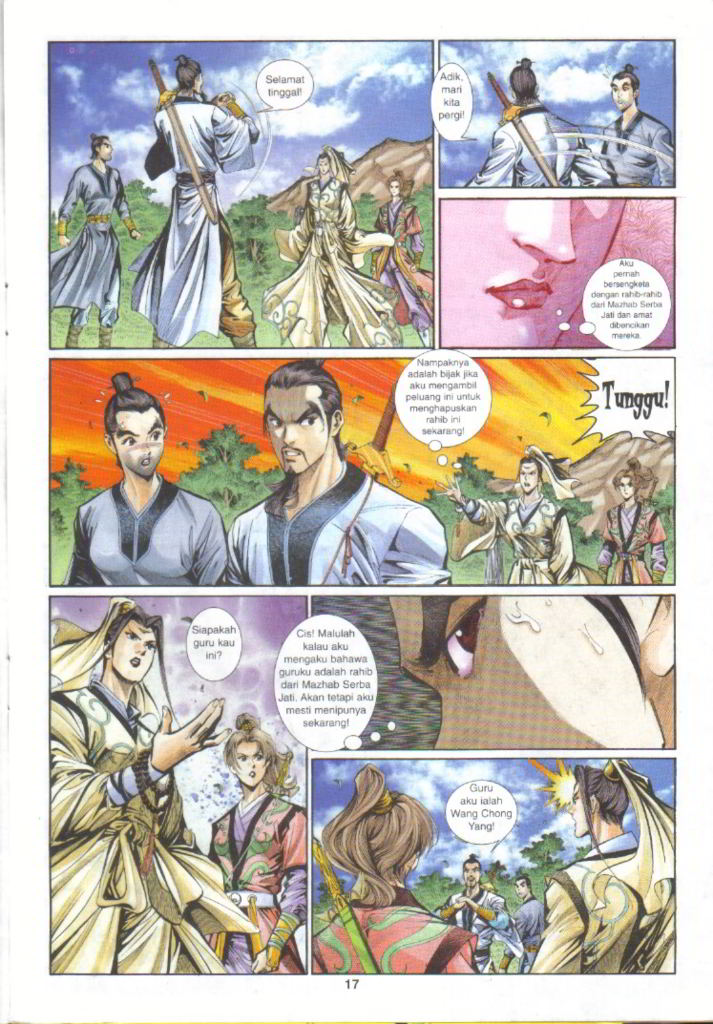 Selamat
tinggal!
Adik,
mari
kita
pergi!
Aku
pernah
bersengketa
dengan rahib-rahib
dari Mazhab Serba
Jati dan amat
dibencikan
mereka.
Nampaknya
adalah bijak jika
aku mengambil
peluang ini untuk
menghapuskan
rahib ini
sekarang!
Tunggu!
Siapakah
guru kau
ini?
Cis! Malulah
kalau aku
mengaku bahawa
guruku adalah rahib
dari Mazhab Serba
Jati. Akan tetapi aku
mesti menipunya
sekarang!
Guru
aku ialah
Wang Chong
Yang!
17